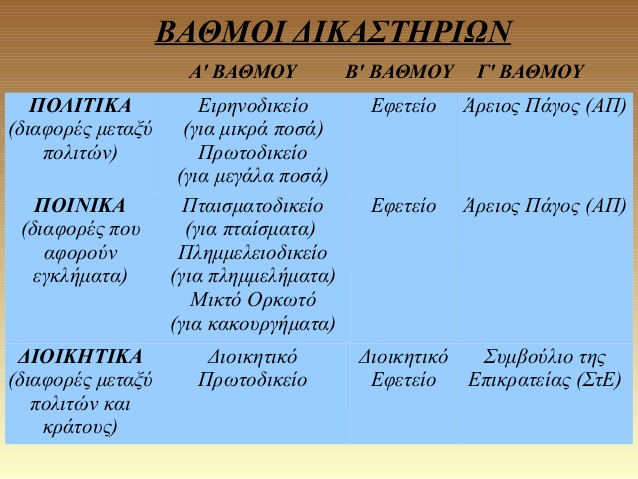 ΒΑΘΜΟΙ ΔΙΚΑΣΤΗΡΙΩΝ
Α' ΒΑΘΜΟΥ Β' ΒΑΘΜΟΥ Γ' ΒΑΘΜΟΥ
ΠΟΛΙΤΙΚΑ
(διαφορές μεταξύ
πολιτών)
Ειρηνοδικείο
(για μικρά ποσά)
Πρωτοδικείο
(για μεγάλα ποσά)
Εφετείο
Άρειος Πάγος (ΑΠ)
ΠΟΙΝΙΚΑ
(διαφορές που
αφορούν
εγκλήματα)
Πταισματοδικείο
(για πταίσματα)
Πλημμελειοδικείο
(για πλημμελήματα)
Μικτό Ορκωτό
(για κακουργήματα)
Εφετείο
Άρειος Πάγος (ΑΠ)
ΔΙΟΙΚΗΤΙΚΑ
(διαφορές μεταξύ
πολιτών και
κράτους)
Διοικητικό
Πρωτοδικείο
Διοικητικό
Εφετείο
Συμβούλιο της
Επικρατείας (ΣτΕ)